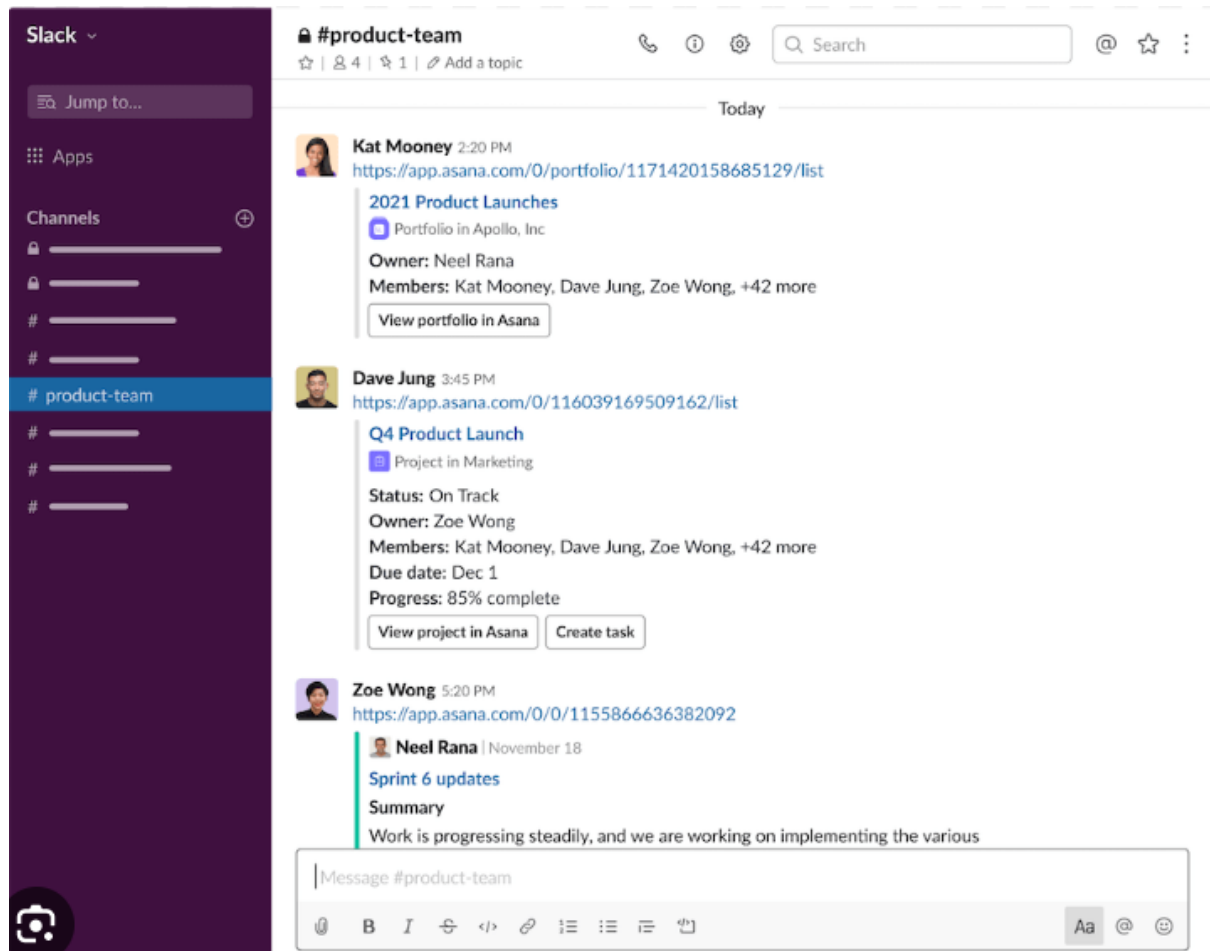 Slack
Jump to...
Apps
Channels
# product-team
#product-team
4 | 1 | Add a topic
Search
Today
Kat Mooney 2:20 PM
https://app.asana.com/0/portfolio/1171420158685129/list
2021 Product Launches
Portfolio in Apollo, Inc
Owner: Neel Rana
Members: Kat Mooney, Dave Jung, Zoe Wong, +42 more
View portfolio in Asana
Dave Jung 3:45 PM
https://app.asana.com/0/116039169509162/list
Q4 Product Launch
Project in Marketing
Status: On Track
Owner: Zoe Wong
Members: Kat Mooney, Dave Jung, Zoe Wong, +42 more
Due date: Dec 1
Progress: 85% complete
View project in Asana Create task
Zoe Wong 5:20 PM
https://app.asana.com/0/0/1155866636382092
Neel Rana | November 18
Sprint 6 updates
Summary
Work is progressing steadily, and we are working on implementing the various
Message #product-team
B I S </> Aa @